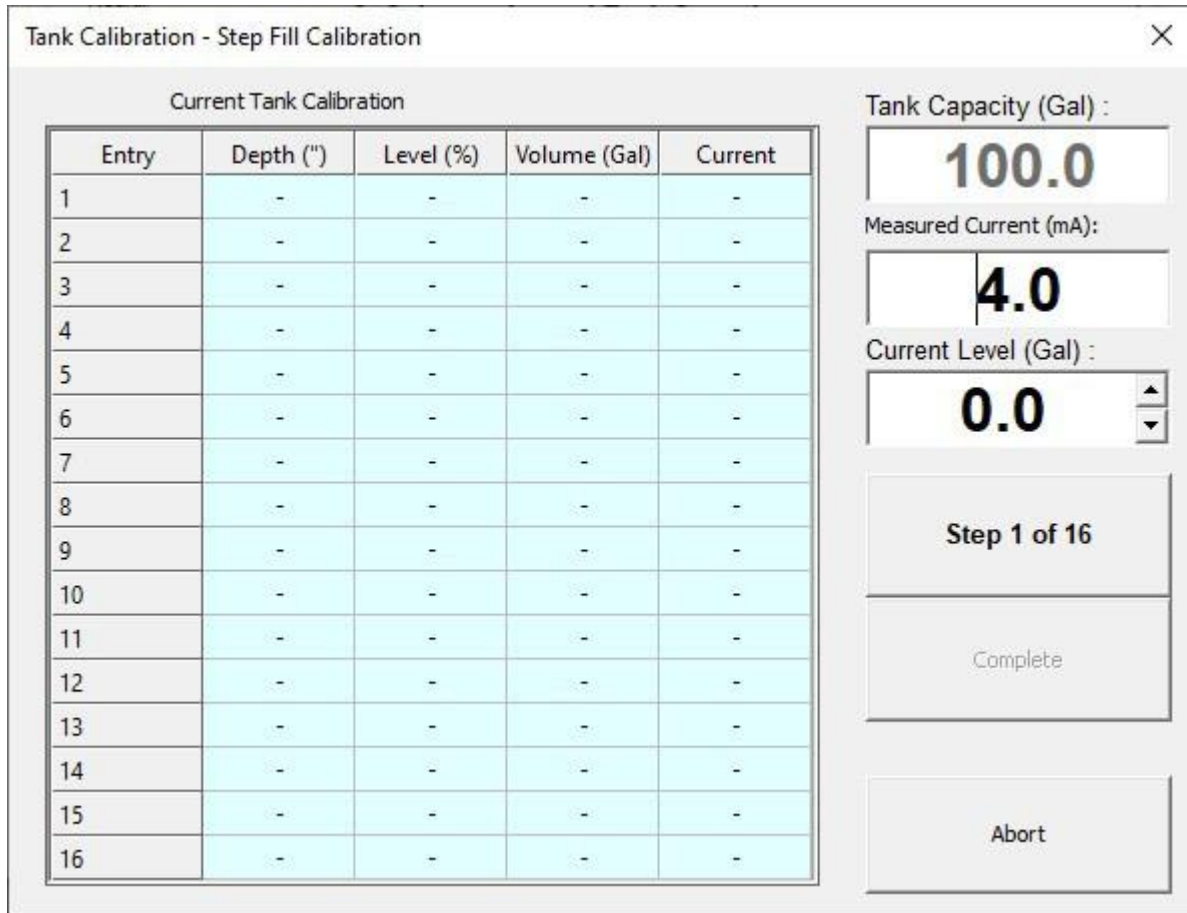 Tank Calibration - Step Fill Calibration
Current Tank Calibration
Entry Depth (") Level (%) Volume (Gal) Current
1 - - - -
2 - - - -
3 - - - -
4 - - - -
5 - - - -
6 - - - -
7 - - - -
8 - - - -
9 - - - -
10 - - - -
11 - - - -
12 - - - -
13 - - - -
14 - - - -
15 - - - -
16 - - - -
Tank Capacity (Gal) :
100.0
Measured Current (mA):
4.0
Current Level (Gal) :
0.0
Step 1 of 16
Complete
Abort